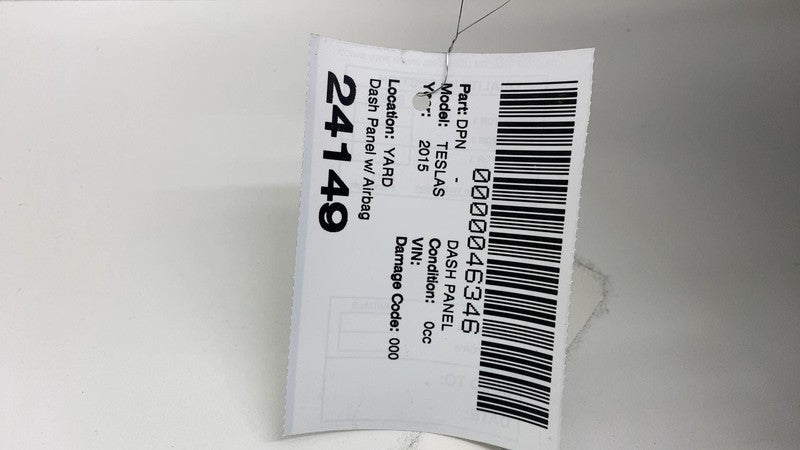 0000046346
Part: DPN - DASH PANEL
Model: TESLAS Condition: 0cc
Year: 2015 VIN:
Damage Code: 000
Location: YARD
Dash Panel w/ Airbag
24149